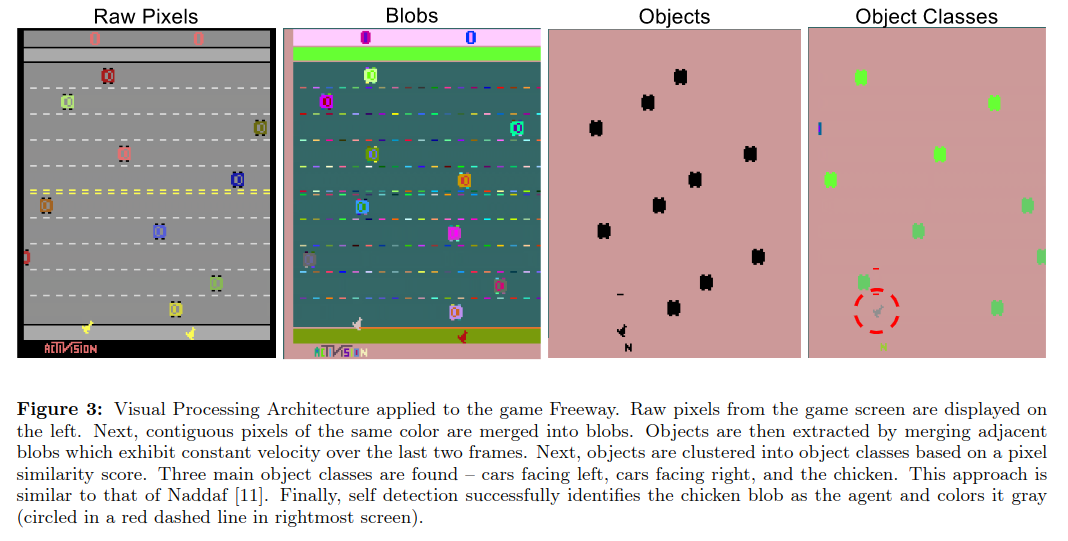 Raw Pixels Blobs Objects Object Classes
0 0 0 0
ACTIVISION ACTIVISION N
Figure 3: Visual Processing Architecture applied to the game Freeway. Raw pixels from the game screen are displayed on
the left. Next, contiguous pixels of the same color are merged into blobs. Objects are then extracted by merging adjacent
blobs which exhibit constant velocity over the last two frames. Next, objects are clustered into object classes based on a pixel
similarity score. Three main object classes are found – cars facing left, cars facing right, and the chicken. This approach is
similar to that of Naddaf [11]. Finally, self detection successfully identifies the chicken blob as the agent and colors it gray
(circled in a red dashed line in rightmost screen).